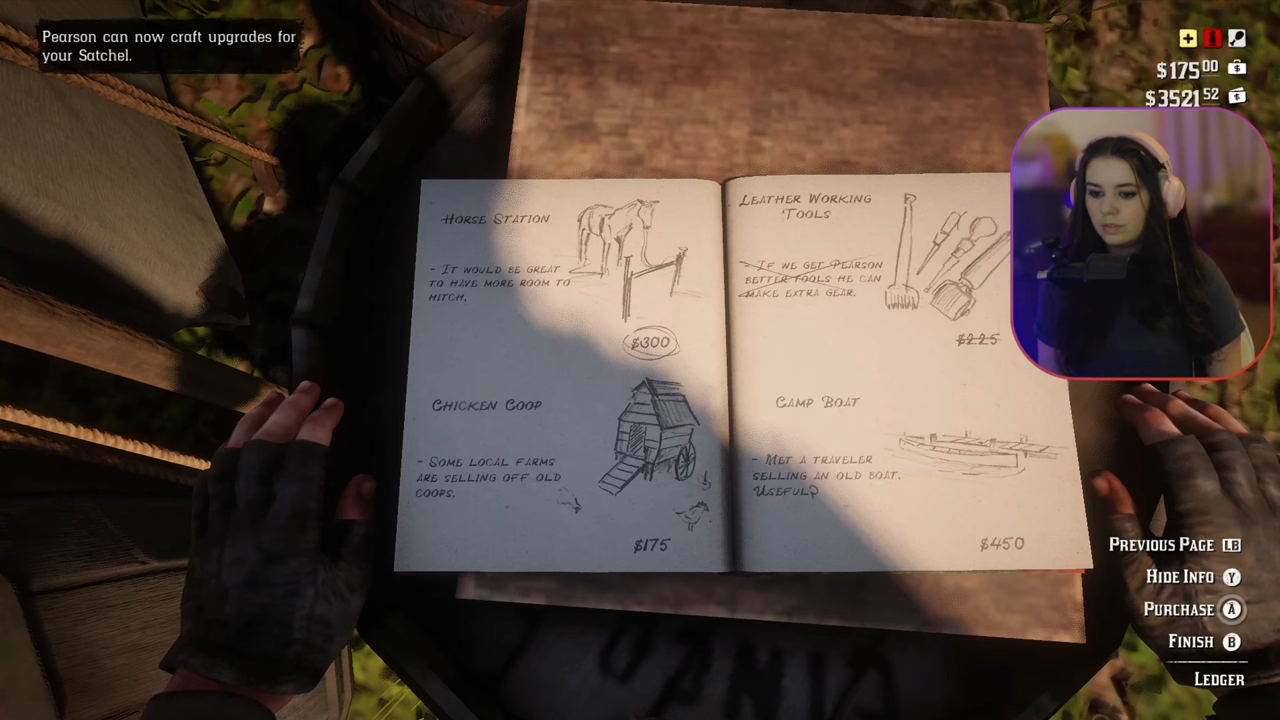 Pearson can now craft upgrades for
your Satchel.
$175 00
$3521 52
HORSE STATION
- IT WOULD BE GREAT
TO HAVE MORE ROOM TO
HITCH.
$300
CHICKEN COOP
- SOME LOCAL FARMS
ARE SELLING OFF OLD
COOPS.
$175
LEATHER WORKING
TOOLS
- IF WE GET PEARSON
BETTER TOOLS HE CAN
MAKE EXTRA GEAR.
$225
CAMP BOAT
- MET A TRAVELER
SELLING AN OLD BOAT.
USEFUL?
$450
PREVIOUS PAGE LB
HIDE INFO Y
PURCHASE A
FINISH B
LEDGER